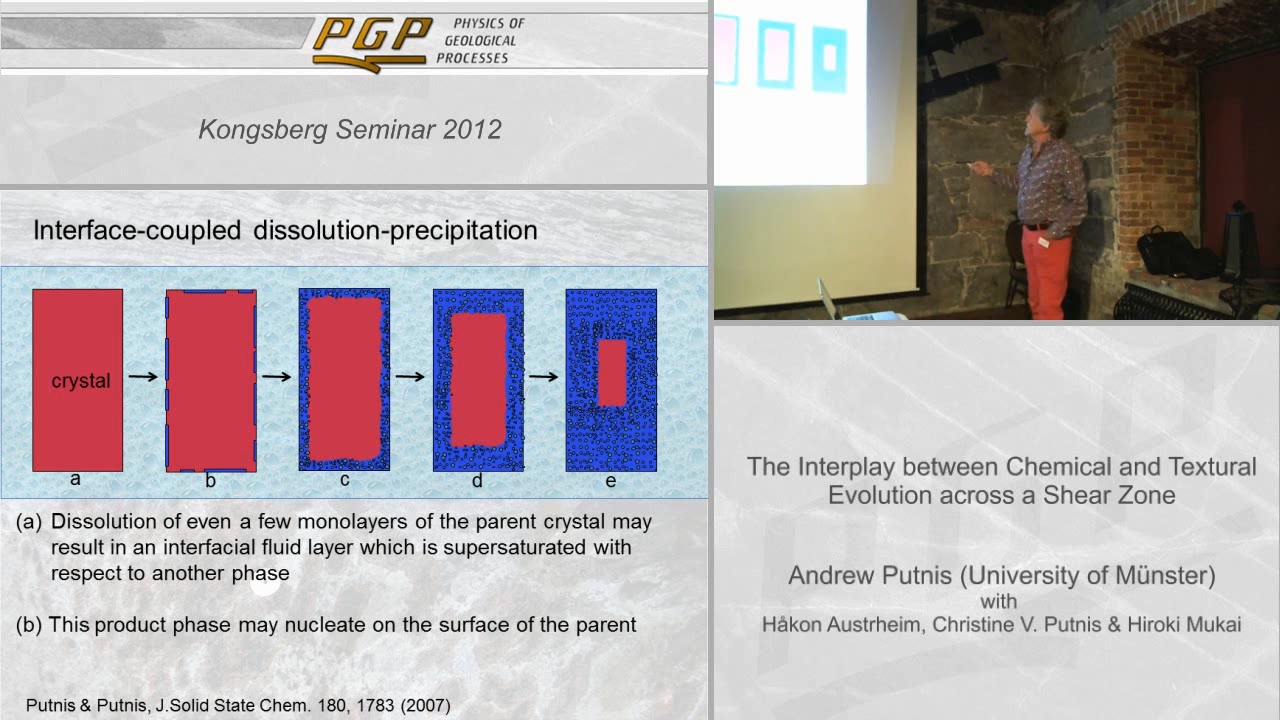 PGP
PHYSICS OF
GEOLOGICAL
PROCESSES
Kongsberg Seminar 2012
Interface-coupled dissolution-precipitation
crystal
a
b
c
d
e
(a) Dissolution of even a few monolayers of the parent crystal may
result in an interfacial fluid layer which is supersaturated with
respect to another phase
(b) This product phase may nucleate on the surface of the parent
Putnis & Putnis, J.Solid State Chem. 180, 1783 (2007)
The Interplay between Chemical and Textural
Evolution across a Shear Zone
Andrew Putnis (University of Münster)
with
Håkon Austrheim, Christine V. Putnis & Hiroki Mukai